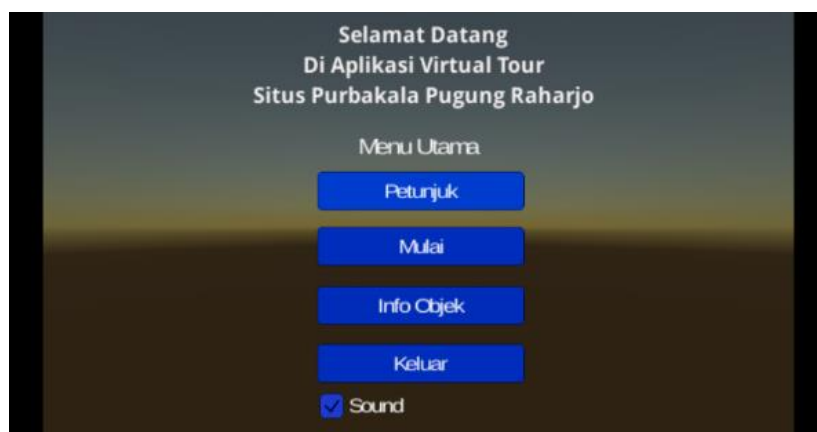 Selamat Datang
Di Aplikasi Virtual Tour
Situs Purbakala Pugung Raharjo
Menu Utama
Petunjuk
Mulai
Info Objek
Keluar
Sound